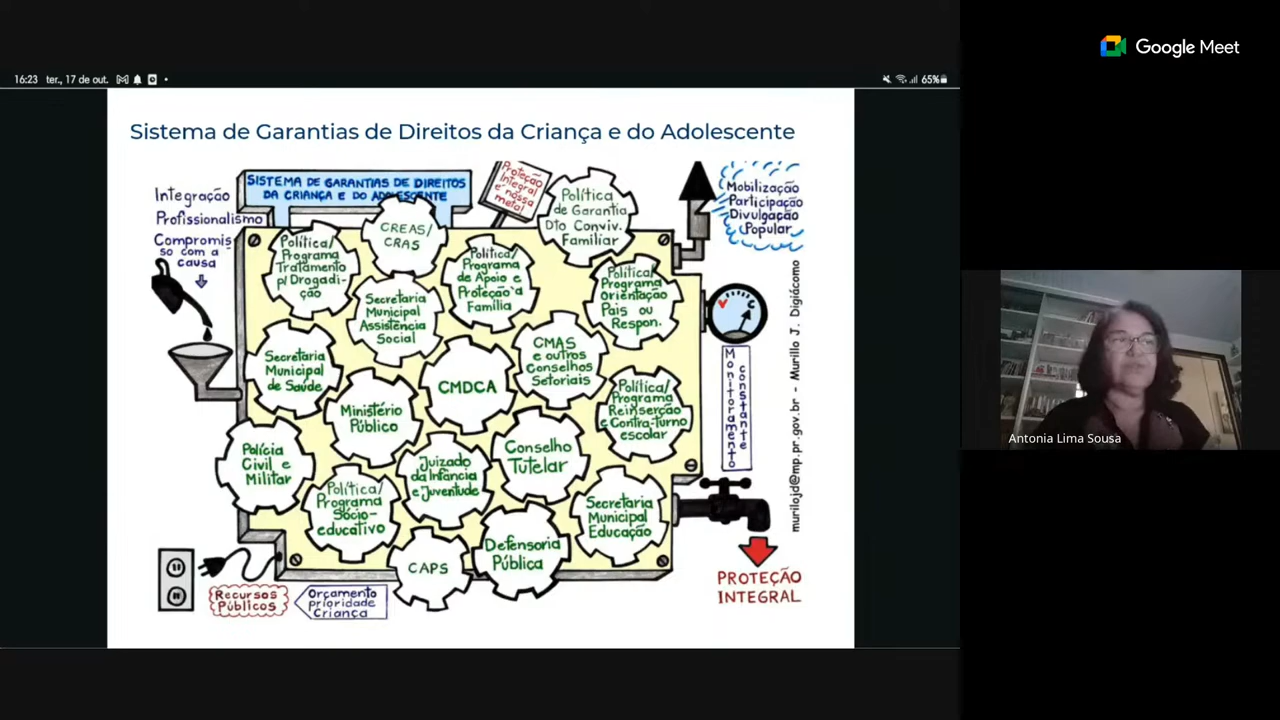 Google Meet
16:23 ter., 17 de out.
65%
Sistema de Garantias de Direitos da Criança e do Adolescente
Integração
Profissionalismo
Compromis
so com a
causa
SISTEMA DE GARANTIAS DE DIREITOS
DA CRIANÇA E DO ADOLESCENTE
Proteção
Integral
é nossa
meta!
Política
de Garantia
Dto Conviv.
Familiar
Mobilização
Participação
Divulgação
Popular
CREAS/
CRAS
Política/
Programa
Tratamento
p/ Drogadi-
ção
Secretaria
Municipal
Assistência
Social
Política/
Programa
de Apoio e
Proteção à
Família
Política/
Programa
Orientação
Pais ou
Respon.
Secretaria
Municipal
de Saúde
Ministério
Público
CMDCA
CMAS
e outros
Conselhos
Setoriais
Política/
Programa
Reinserção
e Contra-turno
escolar
Monitoramento
constante
murilojd@mp.pr.gov.br - Murillo J. Digiácomo
Polícia
Civil e
Militar
Política/
Programa
Sócio-
educativo
Juizado
da Infância
e Juventude
Conselho
Tutelar
Secretaria
Municipal
Educação
CAPS
Defensoria
Pública
Recursos
Públicos
Orçamento
prioridade
Criança
PROTEÇÃO
INTEGRAL
Antonia Lima Sousa